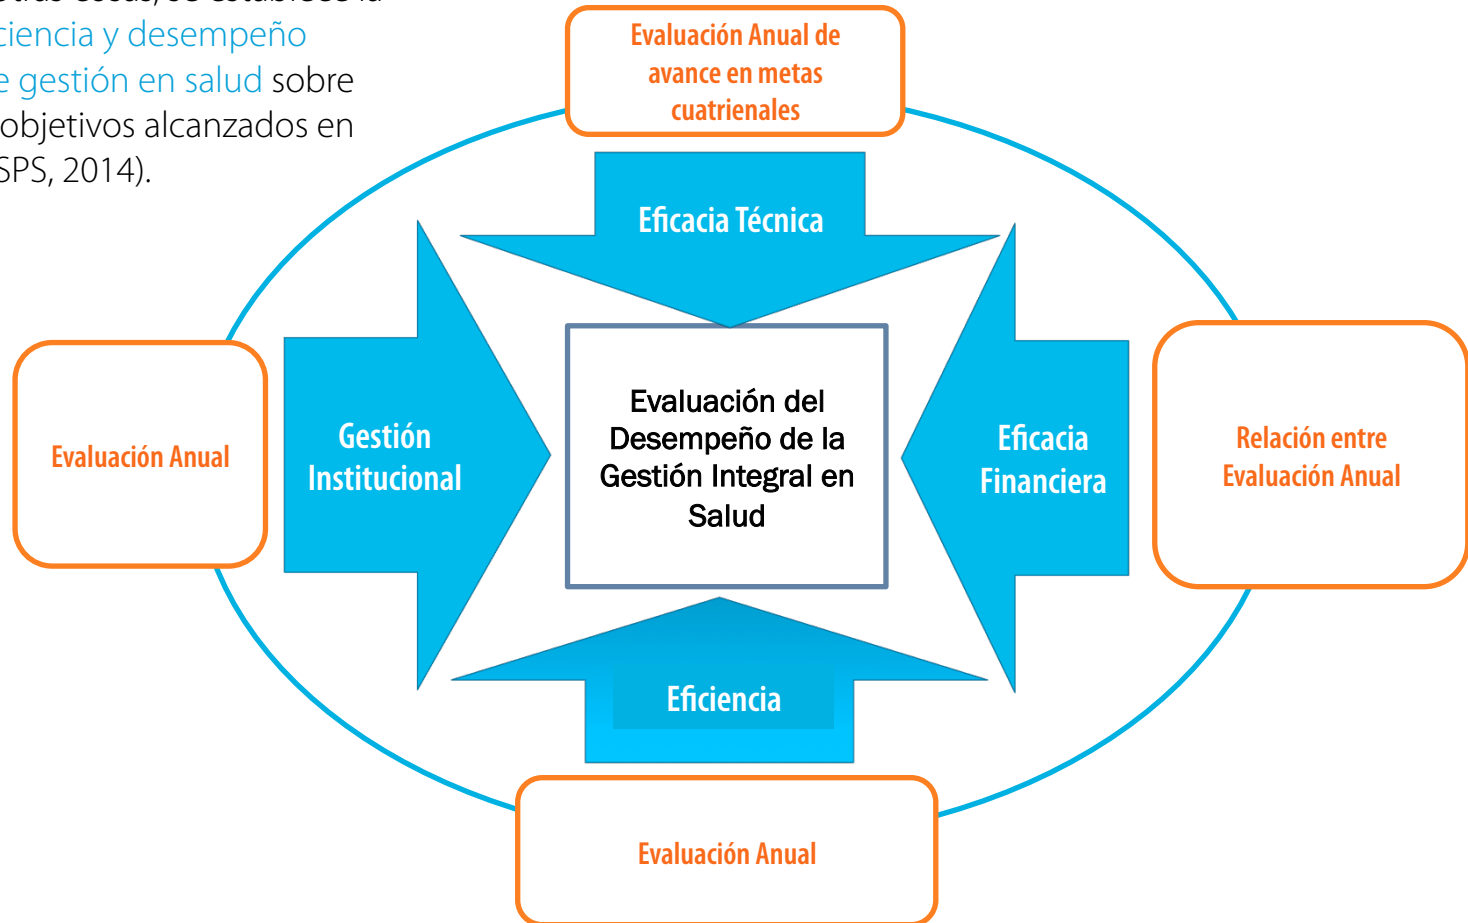 ciencia y desempeño
e gestión en salud sobre
objetivos alcanzados en
SPS, 2014).
Evaluación Anual de
avance en metas
cuatrienales
Eficacia Técnica
Evaluación Anual
Gestión
Institucional
Evaluación del
Desempeño de la
Gestión Integral en
Salud
Eficacia
Financiera
Relación entre
Evaluación Anual
Eficiencia
Evaluación Anual